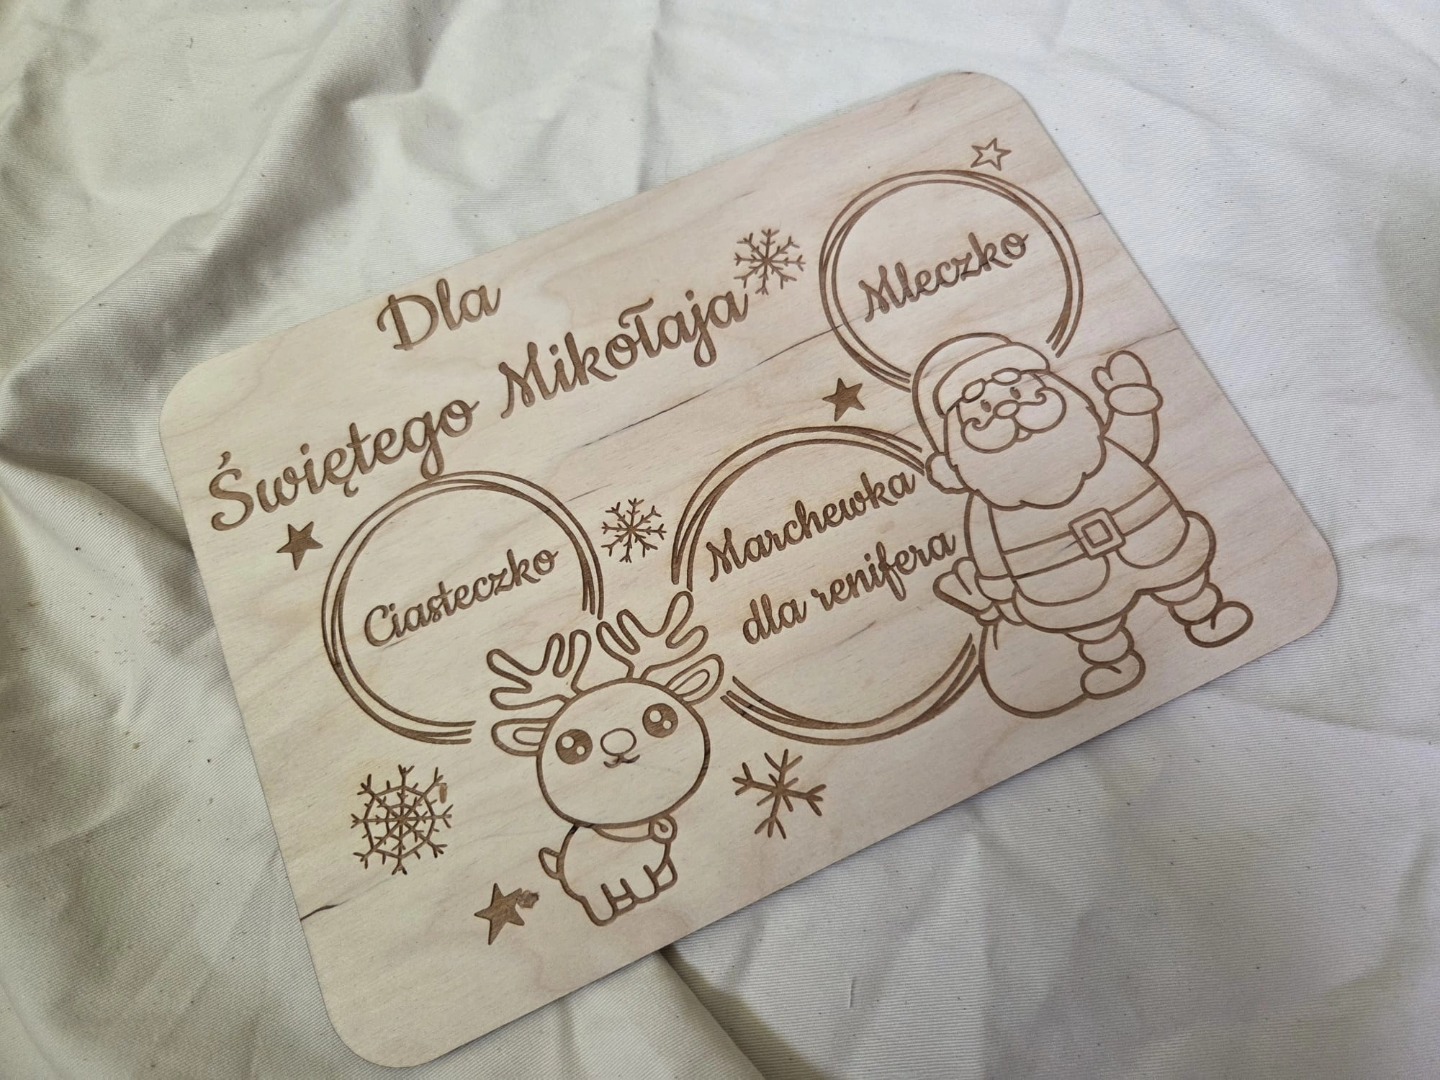 Dla
Świętego Mikołaja
Mleczko
Ciasteczko
Marchewka
dla renifera